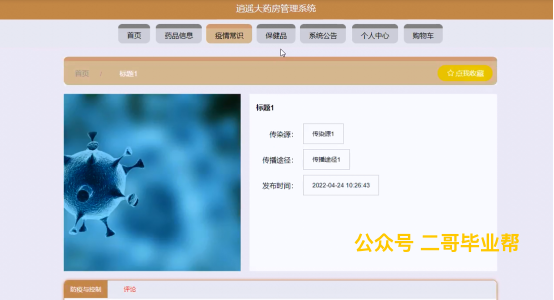 逍遥大药房管理系统
首页 药品信息 疫情常识 保健品 系统公告 个人中心 购物车
首页 标题1 ☆ 点我收藏
标题1
传染源: 传染源1
传播途径: 传播途径1
发布时间: 2022-04-24 10:26:43
公众号 二哥毕业帮
防疫与控制 评论